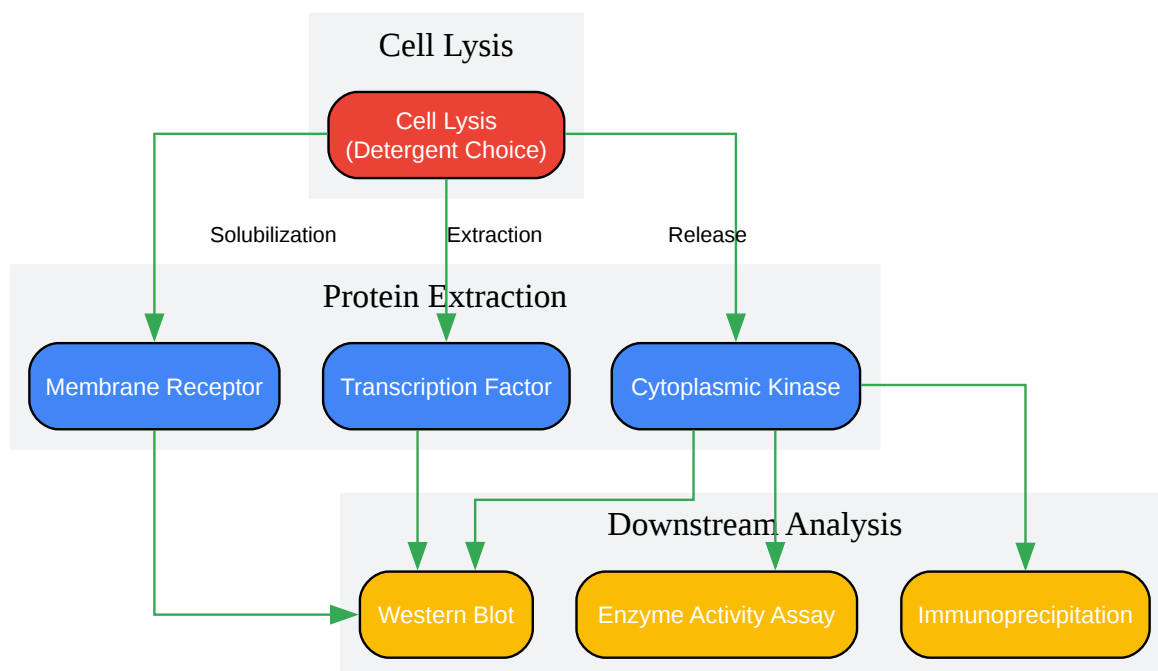 Cell Lysis
Cell Lysis
(Detergent Choice)
Solubilization
Extraction
Release
Protein Extraction
Membrane Receptor
Transcription Factor
Cytoplasmic Kinase
Downstream Analysis
Western Blot
Enzyme Activity Assay
Immunoprecipitation